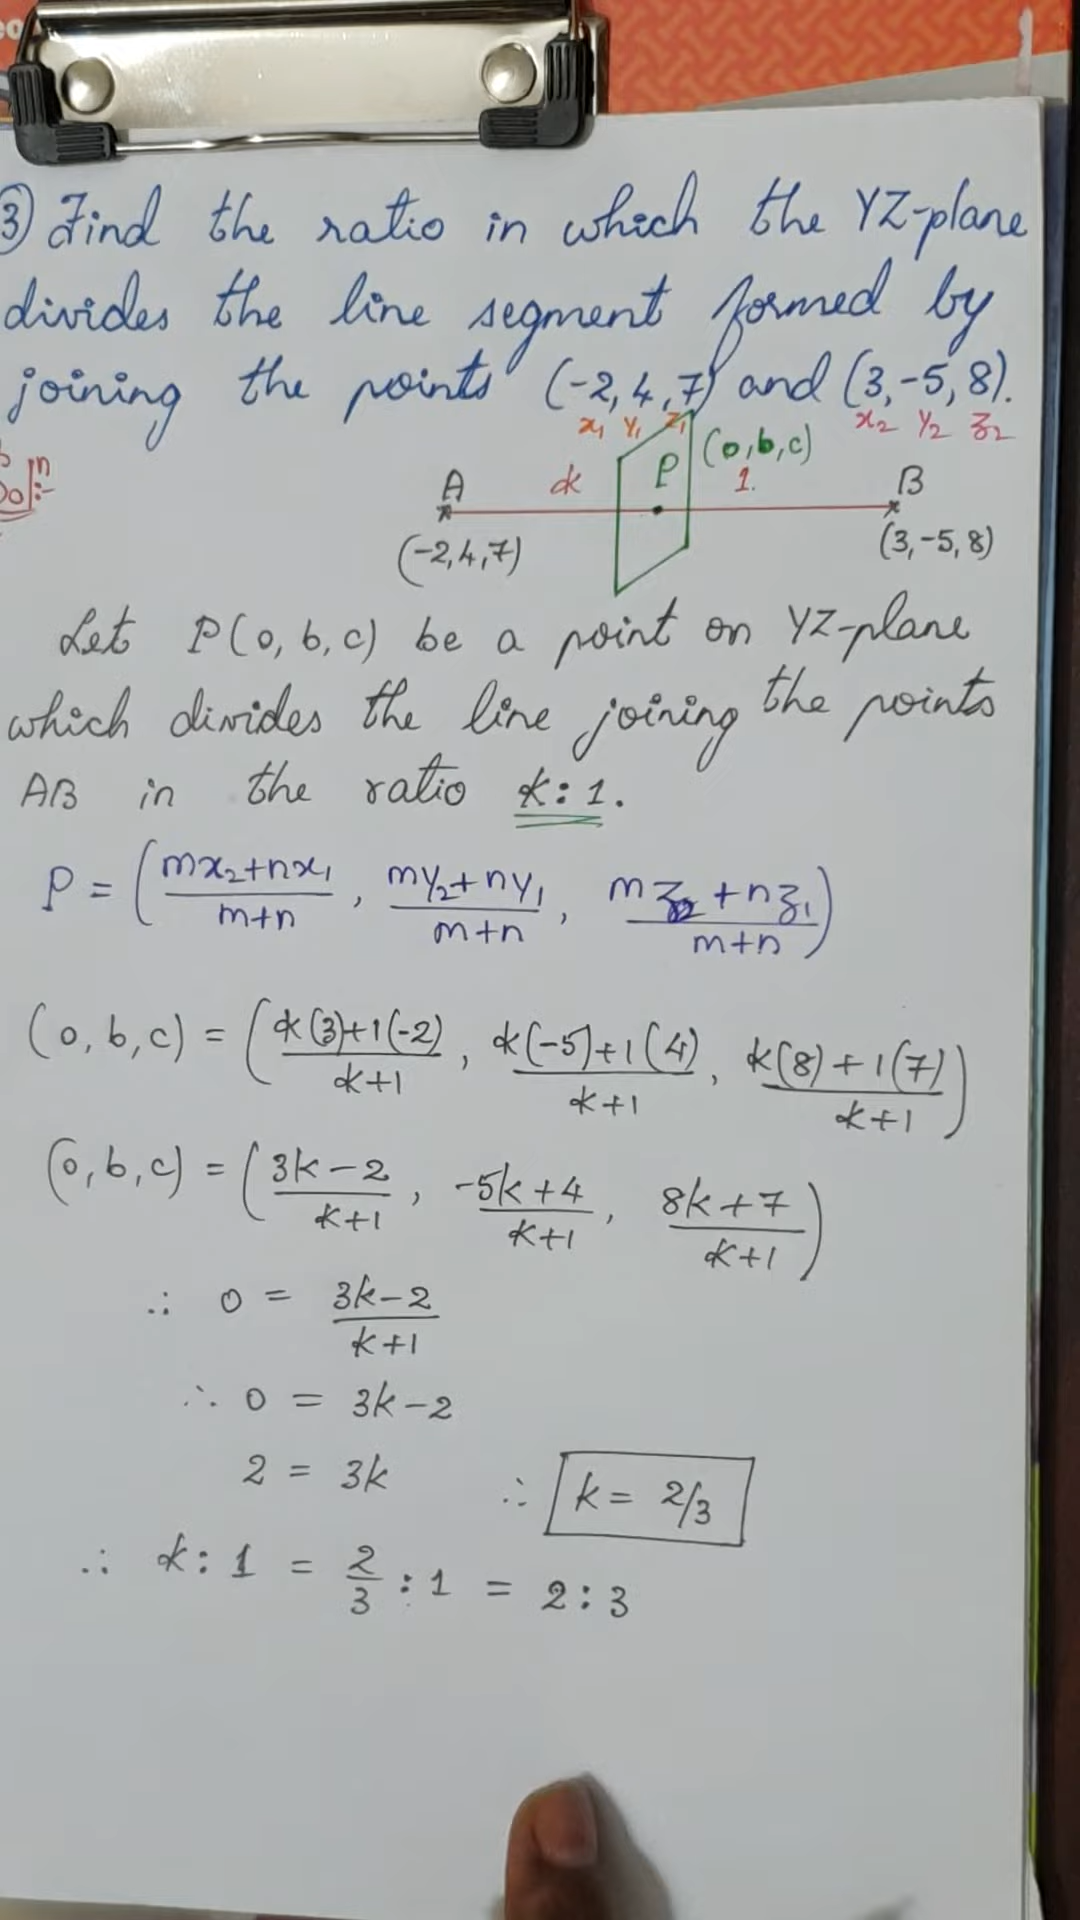 3) Find the ratio in which the YZ-plane
divides the line segment formed by
joining the points (-2, 4, 7) and (3, -5, 8).
x₁ y₁ z₁ x₂ y₂ z₂
Solⁿ:-
A k P (0, b, c) 1. B
(-2, 4, 7) (3, -5, 8)
Let P(0, b, c) be a point on YZ-plane
which divides the line joining the points
AB in the ratio k : 1.
P = ( mx₂+nx₁ / m+n , my₂+ny₁ / m+n , mz₂+nz₁ / m+n )
(0, b, c) = ( k(3)+1(-2) / k+1 , k(-5)+1(4) / k+1 , k(8)+1(7) / k+1 )
(0, b, c) = ( 3k-2 / k+1 , -5k+4 / k+1 , 8k+7 / k+1 )
∴ 0 = 3k-2 / k+1
∴ 0 = 3k-2
2 = 3k ∴ k = 2/3
∴ k : 1 = 2/3 : 1 = 2 : 3